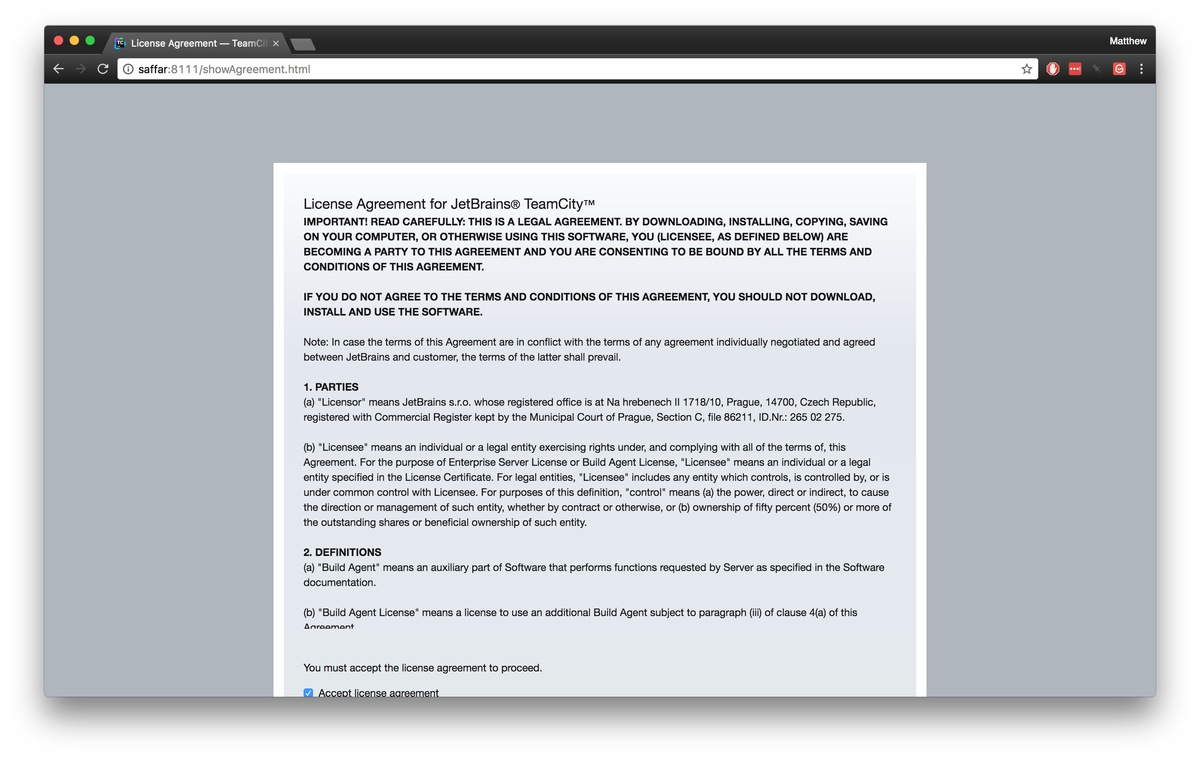 License Agreement — TeamCi
Matthew
saffar:8111/showAgreement.html
License Agreement for JetBrains® TeamCity™
IMPORTANT! READ CAREFULLY: THIS IS A LEGAL AGREEMENT. BY DOWNLOADING, INSTALLING, COPYING, SAVING
ON YOUR COMPUTER, OR OTHERWISE USING THIS SOFTWARE, YOU (LICENSEE, AS DEFINED BELOW) ARE
BECOMING A PARTY TO THIS AGREEMENT AND YOU ARE CONSENTING TO BE BOUND BY ALL THE TERMS AND
CONDITIONS OF THIS AGREEMENT.
IF YOU DO NOT AGREE TO THE TERMS AND CONDITIONS OF THIS AGREEMENT, YOU SHOULD NOT DOWNLOAD,
INSTALL AND USE THE SOFTWARE.
Note: In case the terms of this Agreement are in conflict with the terms of any agreement individually negotiated and agreed
between JetBrains and customer, the terms of the latter shall prevail.
1. PARTIES
(a) "Licensor" means JetBrains s.r.o. whose registered office is at Na hrebenech II 1718/10, Prague, 14700, Czech Republic,
registered with Commercial Register kept by the Municipal Court of Prague, Section C, file 86211, ID.Nr.: 265 02 275.
(b) "Licensee" means an individual or a legal entity exercising rights under, and complying with all of the terms of, this
Agreement. For the purpose of Enterprise Server License or Build Agent License, "Licensee" means an individual or a legal
entity specified in the License Certificate. For legal entities, "Licensee" includes any entity which controls, is controlled by, or is
under common control with Licensee. For purposes of this definition, "control" means (a) the power, direct or indirect, to cause
the direction or management of such entity, whether by contract or otherwise, or (b) ownership of fifty percent (50%) or more of
the outstanding shares or beneficial ownership of such entity.
2. DEFINITIONS
(a) "Build Agent" means an auxiliary part of Software that performs functions requested by Server as specified in the Software
documentation.
(b) "Build Agent License" means a license to use an additional Build Agent subject to paragraph (iii) of clause 4(a) of this
Agreement.
You must accept the license agreement to proceed.
Accept license agreement